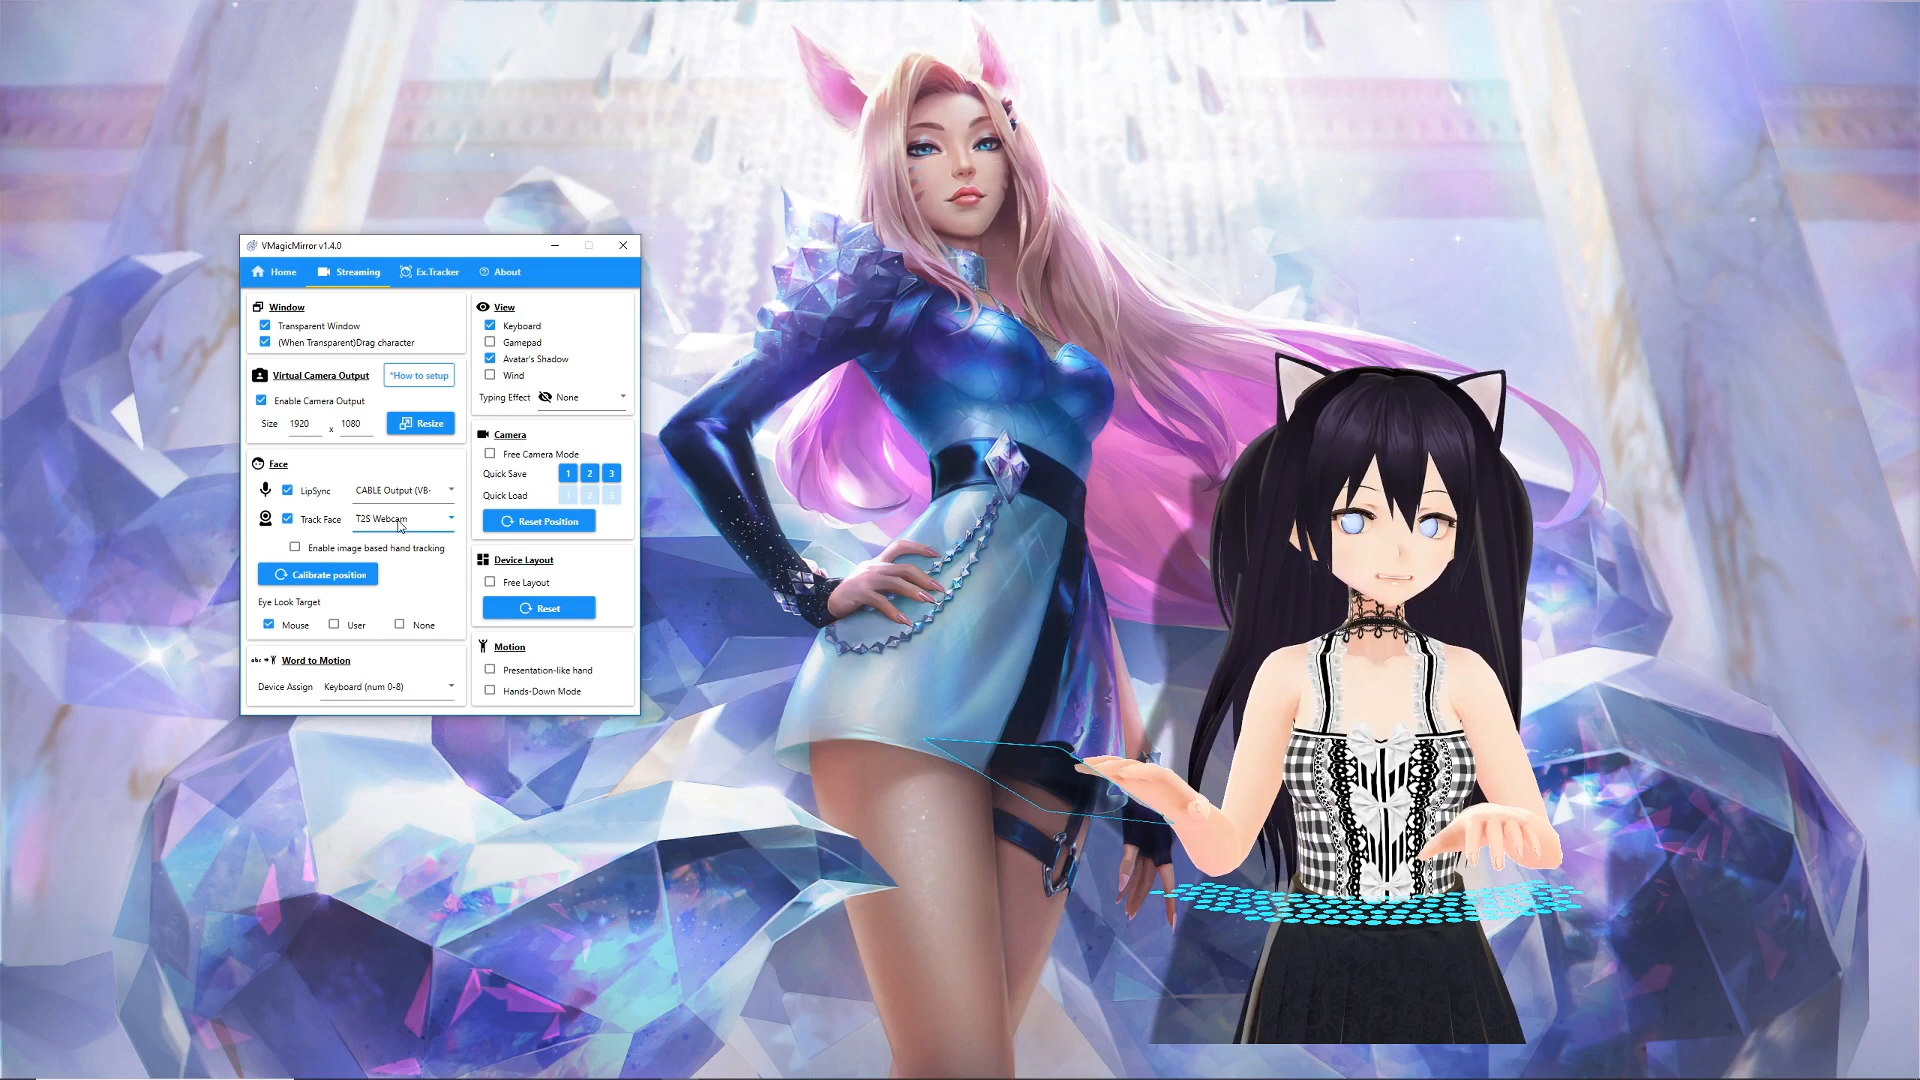 VMagicMirror v1.4.0
Home
Streaming
Ex.Tracker
About
Window
Transparent Window
(When Transparent)Drag character
Virtual Camera Output
*How to setup
Enable Camera Output
Size 1920 x 1080
Resize
Face
LipSync CABLE Output (VB-
Track Face T2S Webcam
Enable image based hand tracking
Calibrate position
Eye Look Target
Mouse User None
abc Word to Motion
Device Assign Keyboard (num 0-8)
View
Keyboard
Gamepad
Avatar's Shadow
Wind
Typing Effect None
Camera
Free Camera Mode
Quick Save 1 2 3
Quick Load 1 2 3
Reset Position
Device Layout
Free Layout
Reset
Motion
Presentation-like hand
Hands-Down Mode